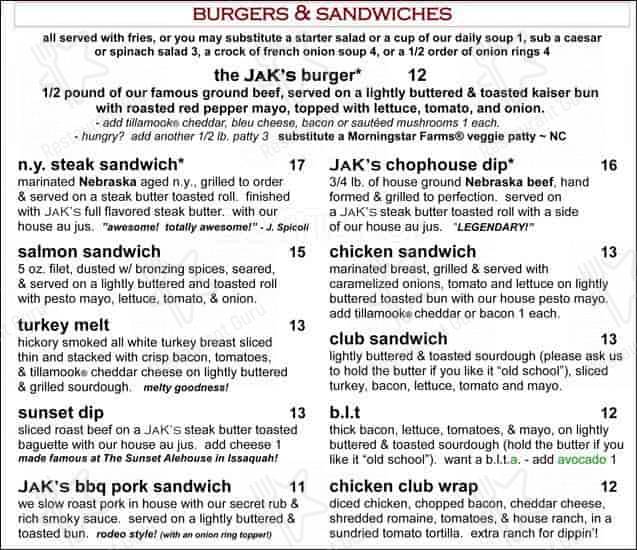 BURGERS & SANDWICHES
all served with fries, or you may substitute a starter salad or a cup of our daily soup 1, sub a caesar
or spinach salad 3, a crock of french onion soup 4, or a 1/2 order of onion rings 4
the JAK'S burger* 12
1/2 pound of our famous ground beef, served on a lightly buttered & toasted kaiser bun
with roasted red pepper mayo, topped with lettuce, tomato, and onion.
- add tillamook® cheddar, bleu cheese, bacon or sautéed mushrooms 1 each.
- hungry? add another 1/2 lb. patty 3 substitute a Morningstar Farms® veggie patty ~ NC
n.y. steak sandwich* 17
marinated Nebraska aged n.y., grilled to order
& served on a steak butter toasted roll. finished
with JAK'S full flavored steak butter. with our
house au jus. "awesome! totally awesome!" - J. Spicoli
salmon sandwich 15
5 oz. filet, dusted w/ bronzing spices, seared,
& served on a lightly buttered and toasted roll
with pesto mayo, lettuce, tomato, & onion.
turkey melt 13
hickory smoked all white turkey breast sliced
thin and stacked with crisp bacon, tomatoes,
& tillamook® cheddar cheese on lightly buttered
& grilled sourdough. melty goodness!
sunset dip 13
sliced roast beef on a JAK'S steak butter toasted
baguette with our house au jus. add cheese 1
made famous at The Sunset Alehouse in Issaquah!
JAK'S bbq pork sandwich 11
we slow roast pork in house with our secret rub &
rich smoky sauce. served on a lightly buttered &
toasted bun. rodeo style! (with an onion ring topper!)
JAK'S chophouse dip* 16
3/4 lb. of house ground Nebraska beef, hand
formed & grilled to perfection. served on
a JAK'S steak butter toasted roll with a side
of our house au jus. "LEGENDARY!"
chicken sandwich 13
marinated breast, grilled & served with
caramelized onions, tomato and lettuce on lightly
buttered toasted bun with our house pesto mayo.
add tillamook® cheddar or bacon 1 each.
club sandwich 13
lightly buttered & toasted sourdough (please ask us
to hold the butter if you like it "old school"), sliced
turkey, bacon, lettuce, tomato and mayo.
b.l.t 12
thick bacon, lettuce, tomatoes, & mayo, on lightly
buttered & toasted sourdough (hold the butter if you
like it "old school"). want a b.l.t.a. - add avocado 1
chicken club wrap 12
diced chicken, chopped bacon, cheddar cheese,
shredded romaine, tomatoes, & house ranch, in a
sundried tomato tortilla. extra ranch for dippin'!